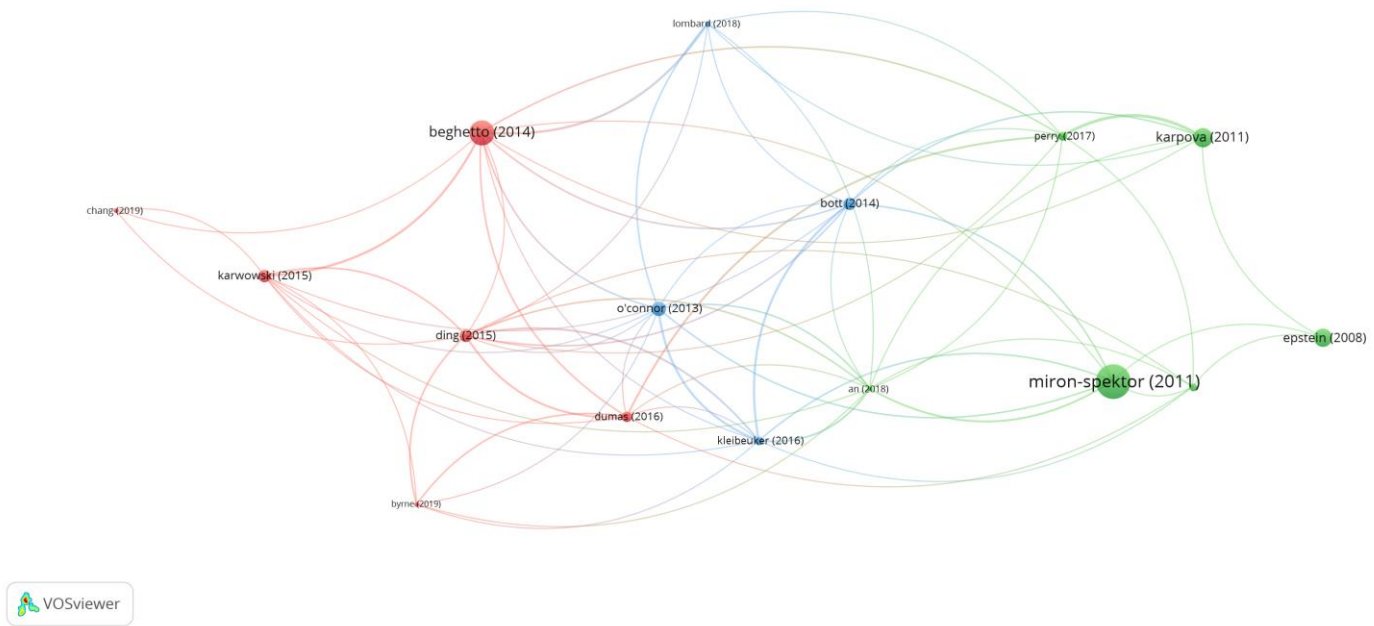 lombard (2018)
beghetto (2014)
perry (2017)
karpova (2011)
bott (2014)
chang (2019)
karwowski (2015)
o'connor (2013)
ding (2015)
epstein (2008)
miron-spektor (2011)
an (2018)
dumas (2016)
kleibeuker (2016)
byrne (2019)
VOSviewer